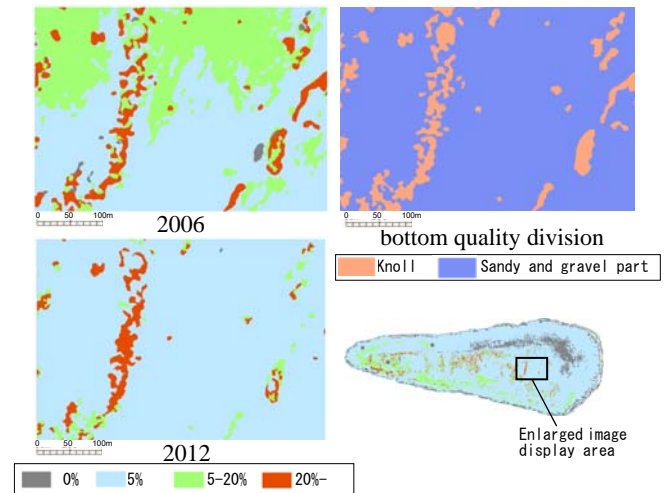 0 50 100m
2006
0 50 100m
bottom quality division
Knoll Sandy and gravel part
0 50 100m
2012
0% 5% 5-20% 20%-
Enlarged image
display area